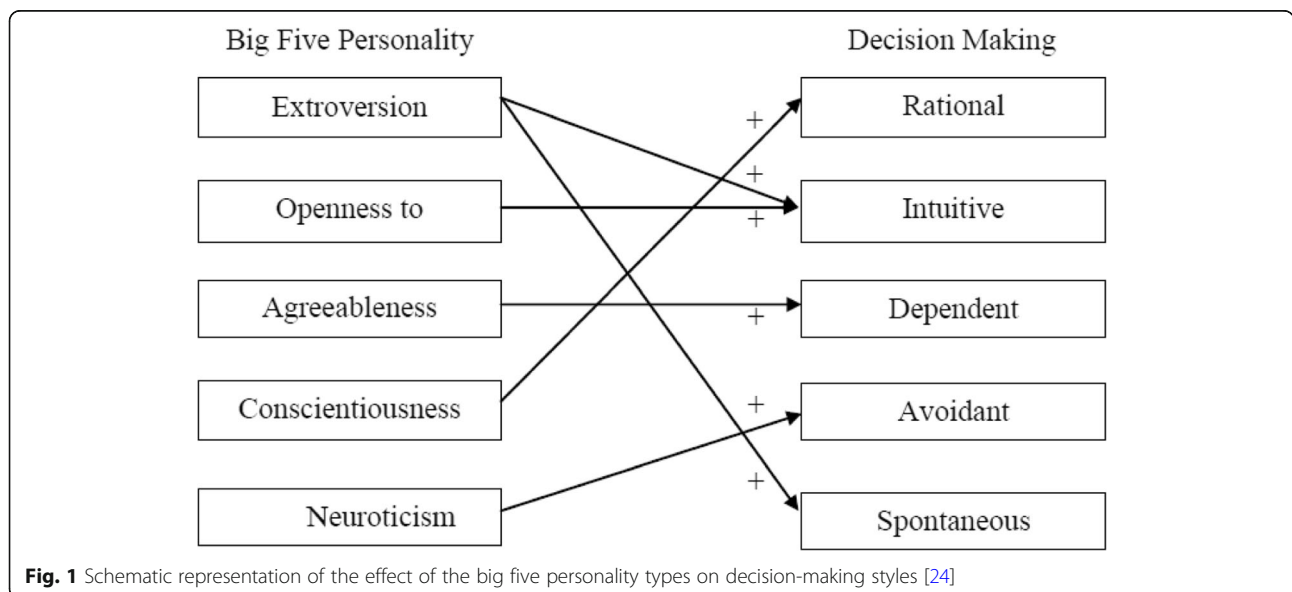 Big Five Personality
Decision Making
Extroversion
Rational
+
+
Openness to
Intuitive
+
Agreeableness
Dependent
+
Conscientiousness
Avoidant
+
Neuroticism
Spontaneous
+
Fig. 1 Schematic representation of the effect of the big five personality types on decision-making styles [24]